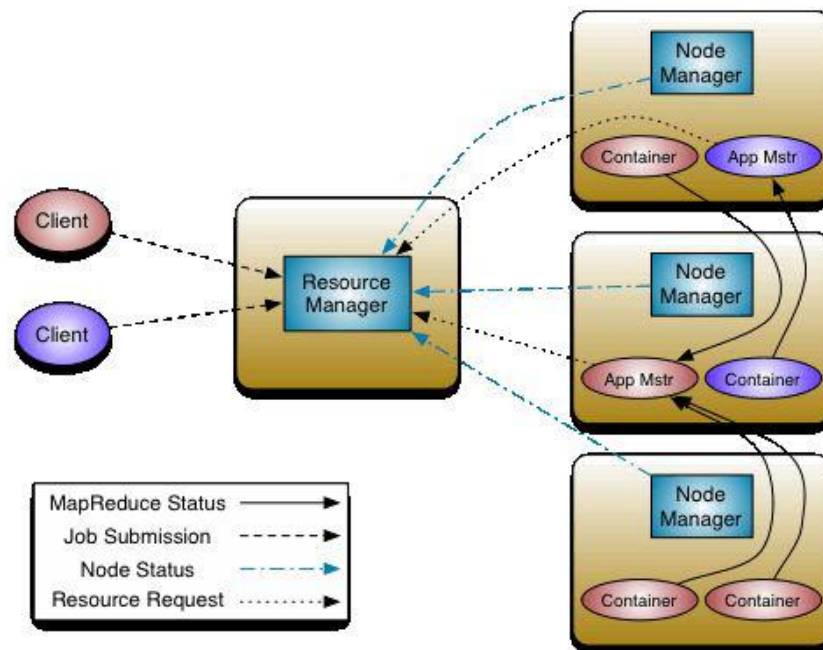 Node
Manager
Container
App Mstr
Client
Resource
Manager
Node
Manager
Client
App Mstr
Container
MapReduce Status
Job Submission
Node Status
Resource Request
Node
Manager
Container
Container